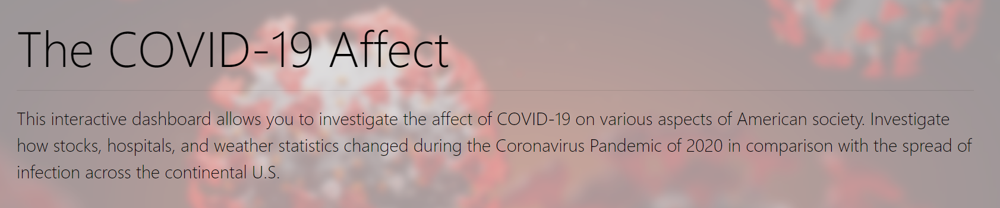 The COVID-19 Affect
This interactive dashboard allows you to investigate the affect of COVID-19 on various aspects of American society. Investigate
how stocks, hospitals, and weather statistics changed during the Coronavirus Pandemic of 2020 in comparison with the spread of
infection across the continental U.S.